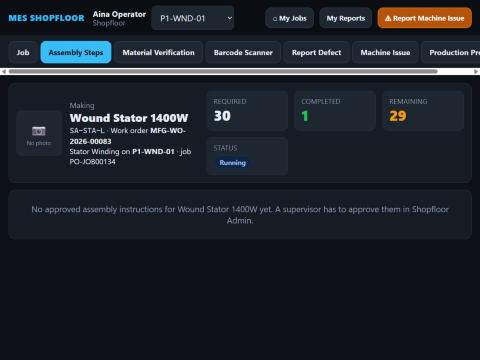 MES SHOPFLOOR
Aina Operator
Shopfloor
P1-WND-01
My Jobs
My Reports
⚠ Report Machine Issue
Job
Assembly Steps
Material Verification
Barcode Scanner
Report Defect
Machine Issue
Production Pr
No photo
Making
Wound Stator 1400W
SA-STA-L · Work order MFG-WO-
2026-00083
Stator Winding on P1-WND-01 · job
PO-JOB00134
REQUIRED
30
COMPLETED
1
REMAINING
29
STATUS
Running
No approved assembly instructions for Wound Stator 1400W yet. A supervisor has to approve them in Shopfloor
Admin.